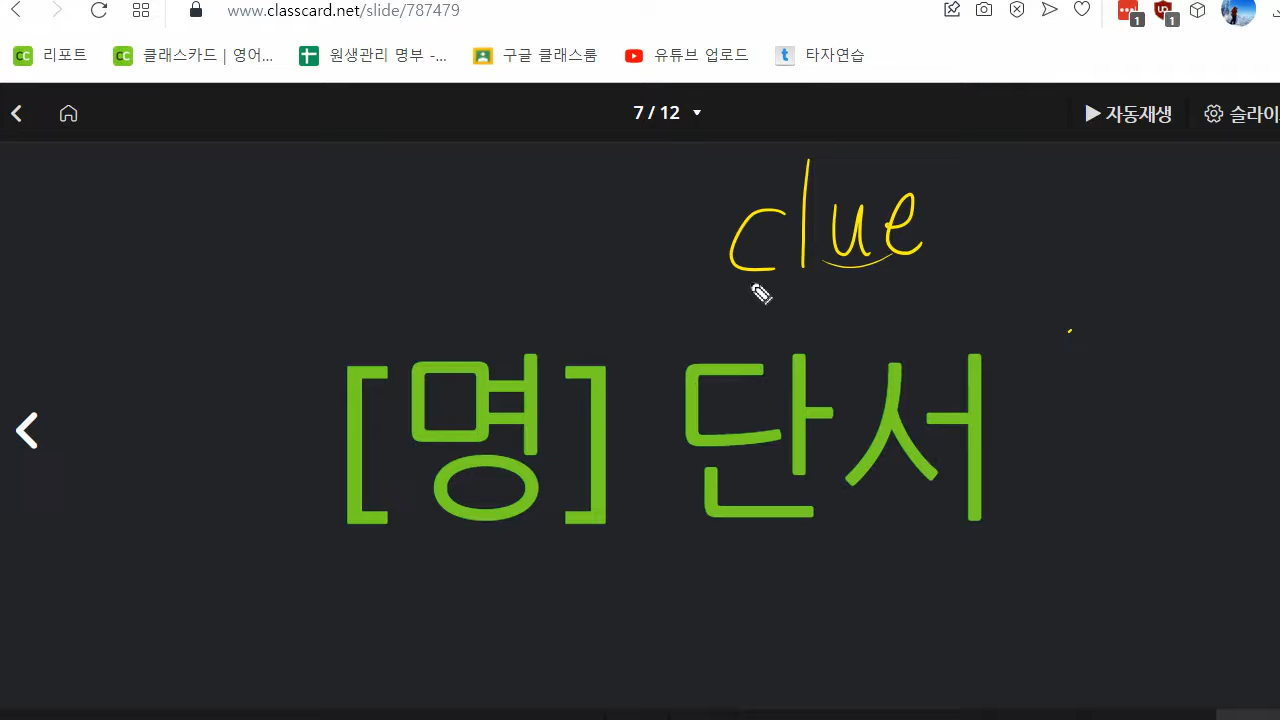 www.classcard.net/slide/787479
1
1
리포트
클래스카드 | 영어...
원생관리 명부 -...
구글 클래스룸
유튜브 업로드
타자연습
7 / 12
자동재생
슬라이
clue
[명] 단서